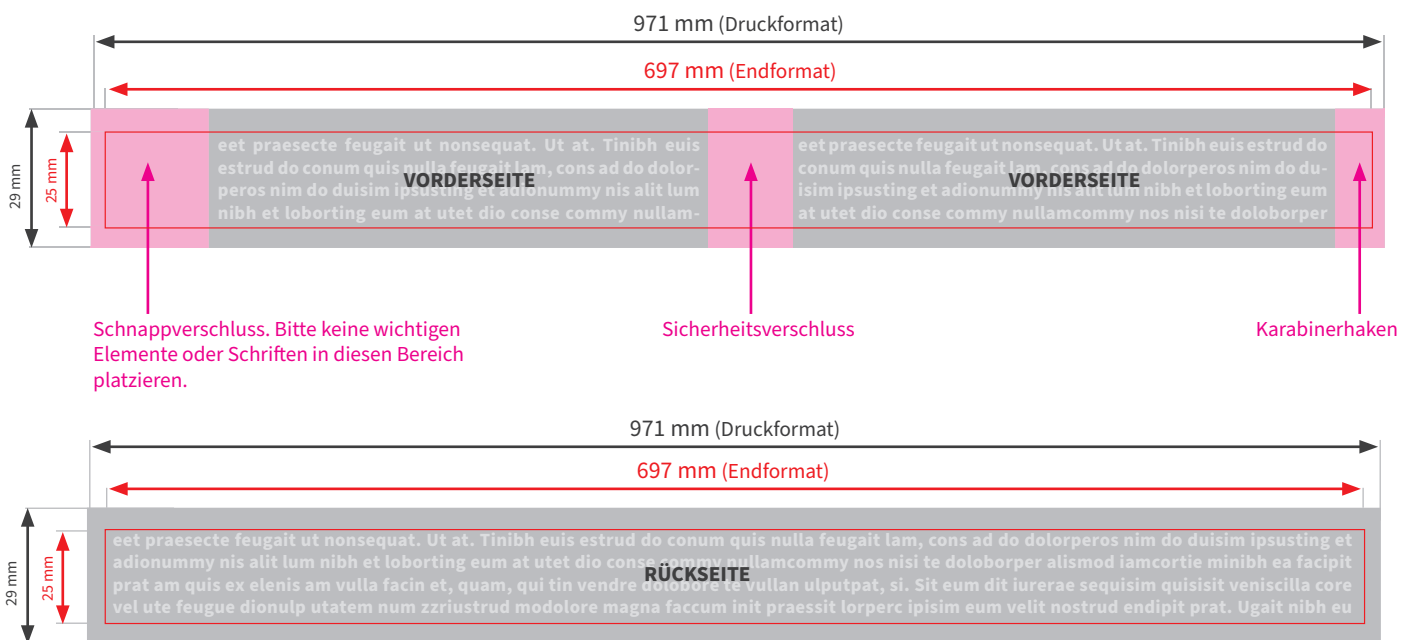 971 mm (Druckformat)
697 mm (Endformat)
29 mm
25 mm
eet praesecte feugait ut nonsequat. Ut at. Tinibh euis
estrud do conum quis nulla feugait lam, cons ad do dolor-
peros nim do duisim ipsusting et adionummy nis alit lum
nibh et loborting eum at utet dio conse commy nullam-
VORDERSEITE
eet praesecte feugait ut nonsequat. Ut at. Tinibh euis estrud do
conum quis nulla feugait lam, cons ad do dolorperos nim do du-
isim ipsusting et adionummy nis alit lum nibh et loborting eum
at utet dio conse commy nullamcommy nos nisi te doloborper
VORDERSEITE
Schnappverschluss. Bitte keine wichtigen
Elemente oder Schriften in diesen Bereich
platzieren.
Sicherheitsverschluss
Karabinerhaken
971 mm (Druckformat)
697 mm (Endformat)
29 mm
25 mm
eet praesecte feugait ut nonsequat. Ut at. Tinibh euis estrud do conum quis nulla feugait lam, cons ad do dolorperos nim do duisim ipsusting et
adionummy nis alit lum nibh et loborting eum at utet dio conse commy nullamcommy nos nisi te doloborper alismod iamcortie minibh ea facipit
prat am quis ex elenis am vulla facin et, quam, qui tin vendre dolobore te vullan ulputpat, si. Sit eum dit iurerae sequisim quisisit veniscilla core
vel ute feugue dionulp utatem num zzriustrud modolore magna faccum init praessit lorperc ipisim eum velit nostrud endipit prat. Ugait nibh eu
RÜCKSEITE